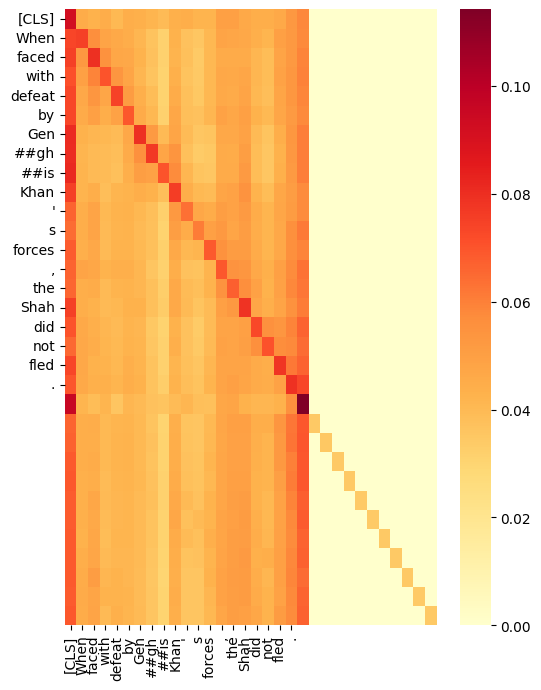 [CLS]
When
faced
with
defeat
by
Gen
##gh
##is
Khan
'
s
forces
,
the
Shah
did
not
fled
.
0.10
0.08
0.06
0.04
0.02
0.00
[CLS] When faced with defeat by Gen ##gh ##is Khan ' s forces , the Shah did not fled .